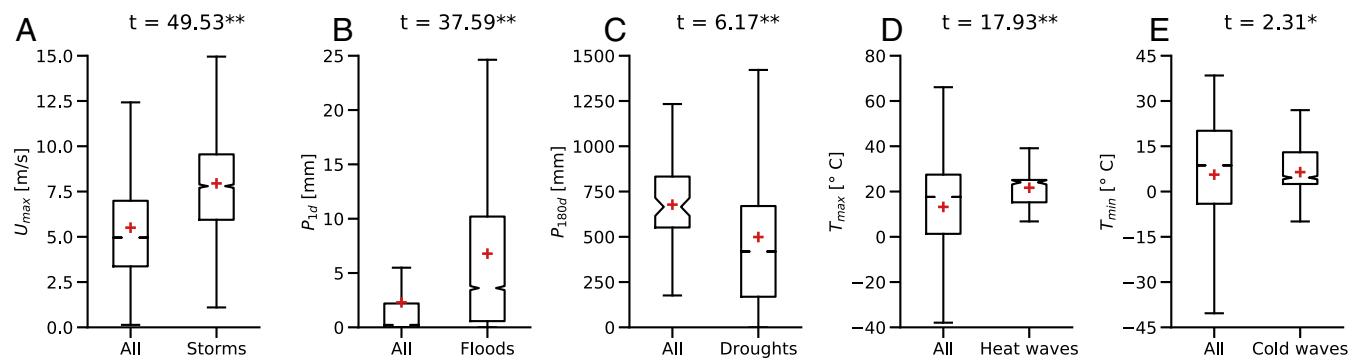 A
t = 49.53**
U_max [m/s]
15.0
12.5
10.0
7.5
5.0
2.5
0.0
All
Storms
B
t = 37.59**
P_1d [mm]
25
20
15
10
5
0
All
Floods
C
t = 6.17**
P_180d [mm]
1500
1250
1000
750
500
250
0
All
Droughts
D
t = 17.93**
T_max [° C]
80
60
40
20
0
−20
−40
All
Heat waves
E
t = 2.31*
T_min [° C]
45
30
15
0
−15
−30
−45
All
Cold waves